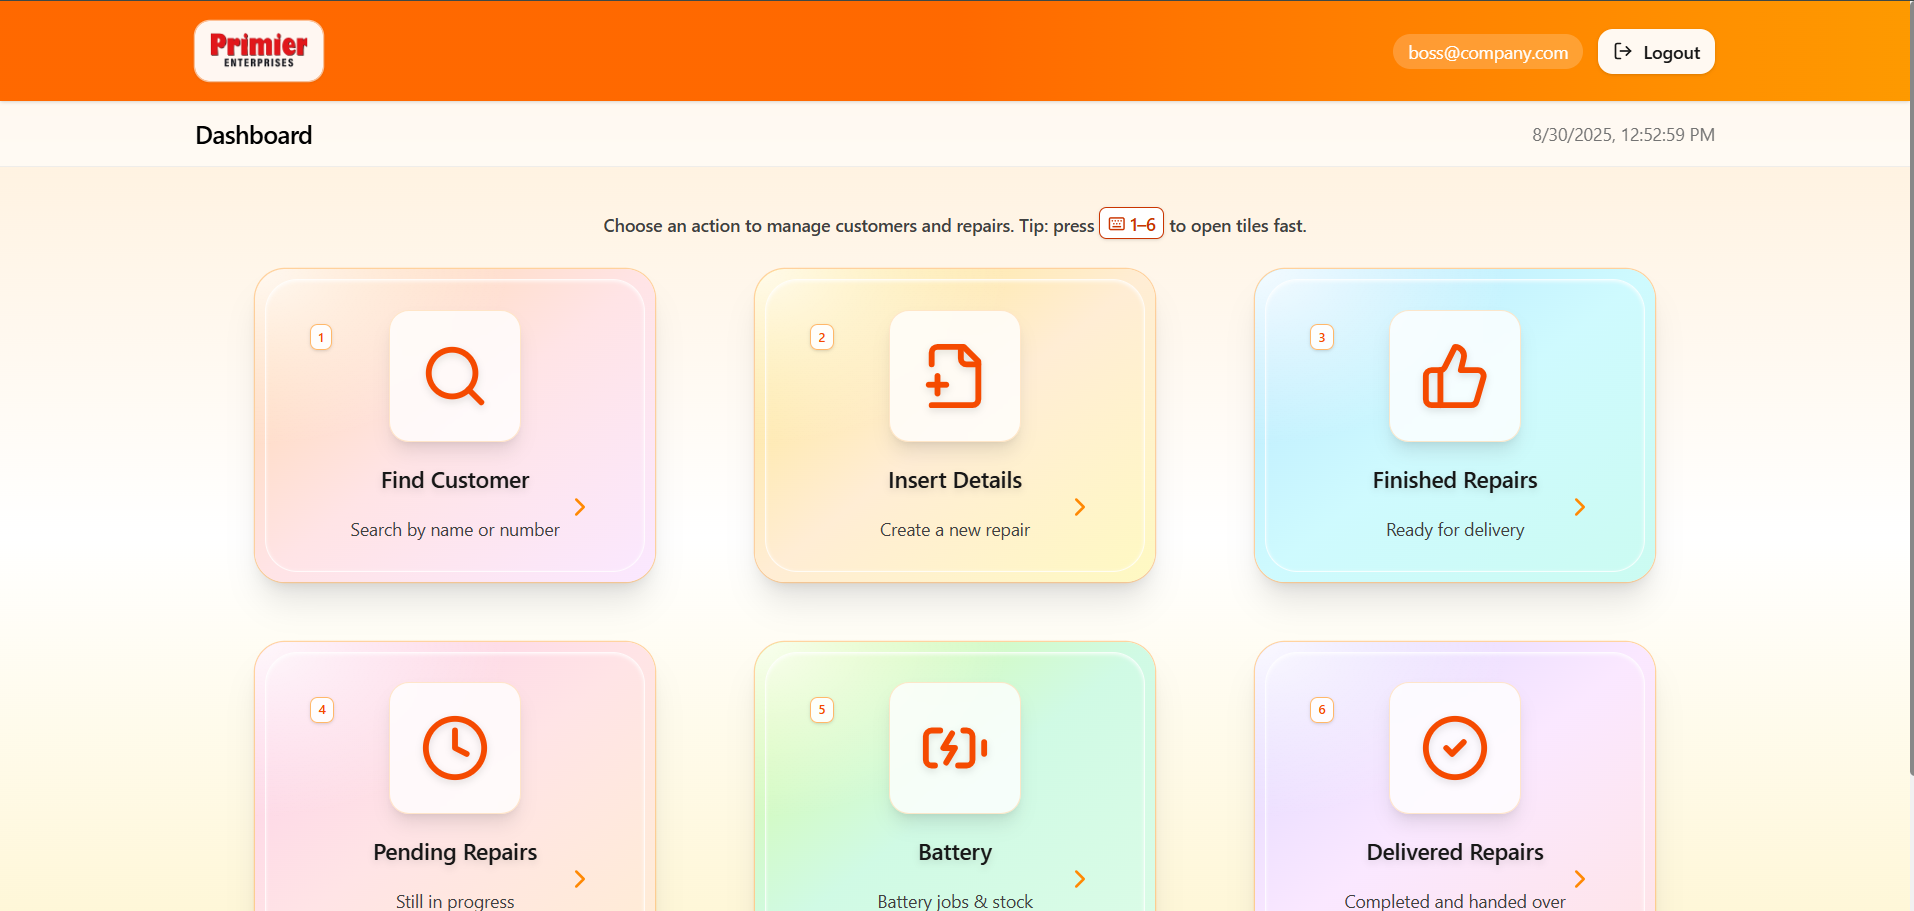 Primier
ENTERPRISES
boss@company.com
Logout
Dashboard
8/30/2025, 12:52:59 PM
Choose an action to manage customers and repairs. Tip: press 1–6 to open tiles fast.
1
Find Customer
Search by name or number
2
Insert Details
Create a new repair
3
Finished Repairs
Ready for delivery
4
Pending Repairs
Still in progress
5
Battery
Battery jobs & stock
6
Delivered Repairs
Completed and handed over